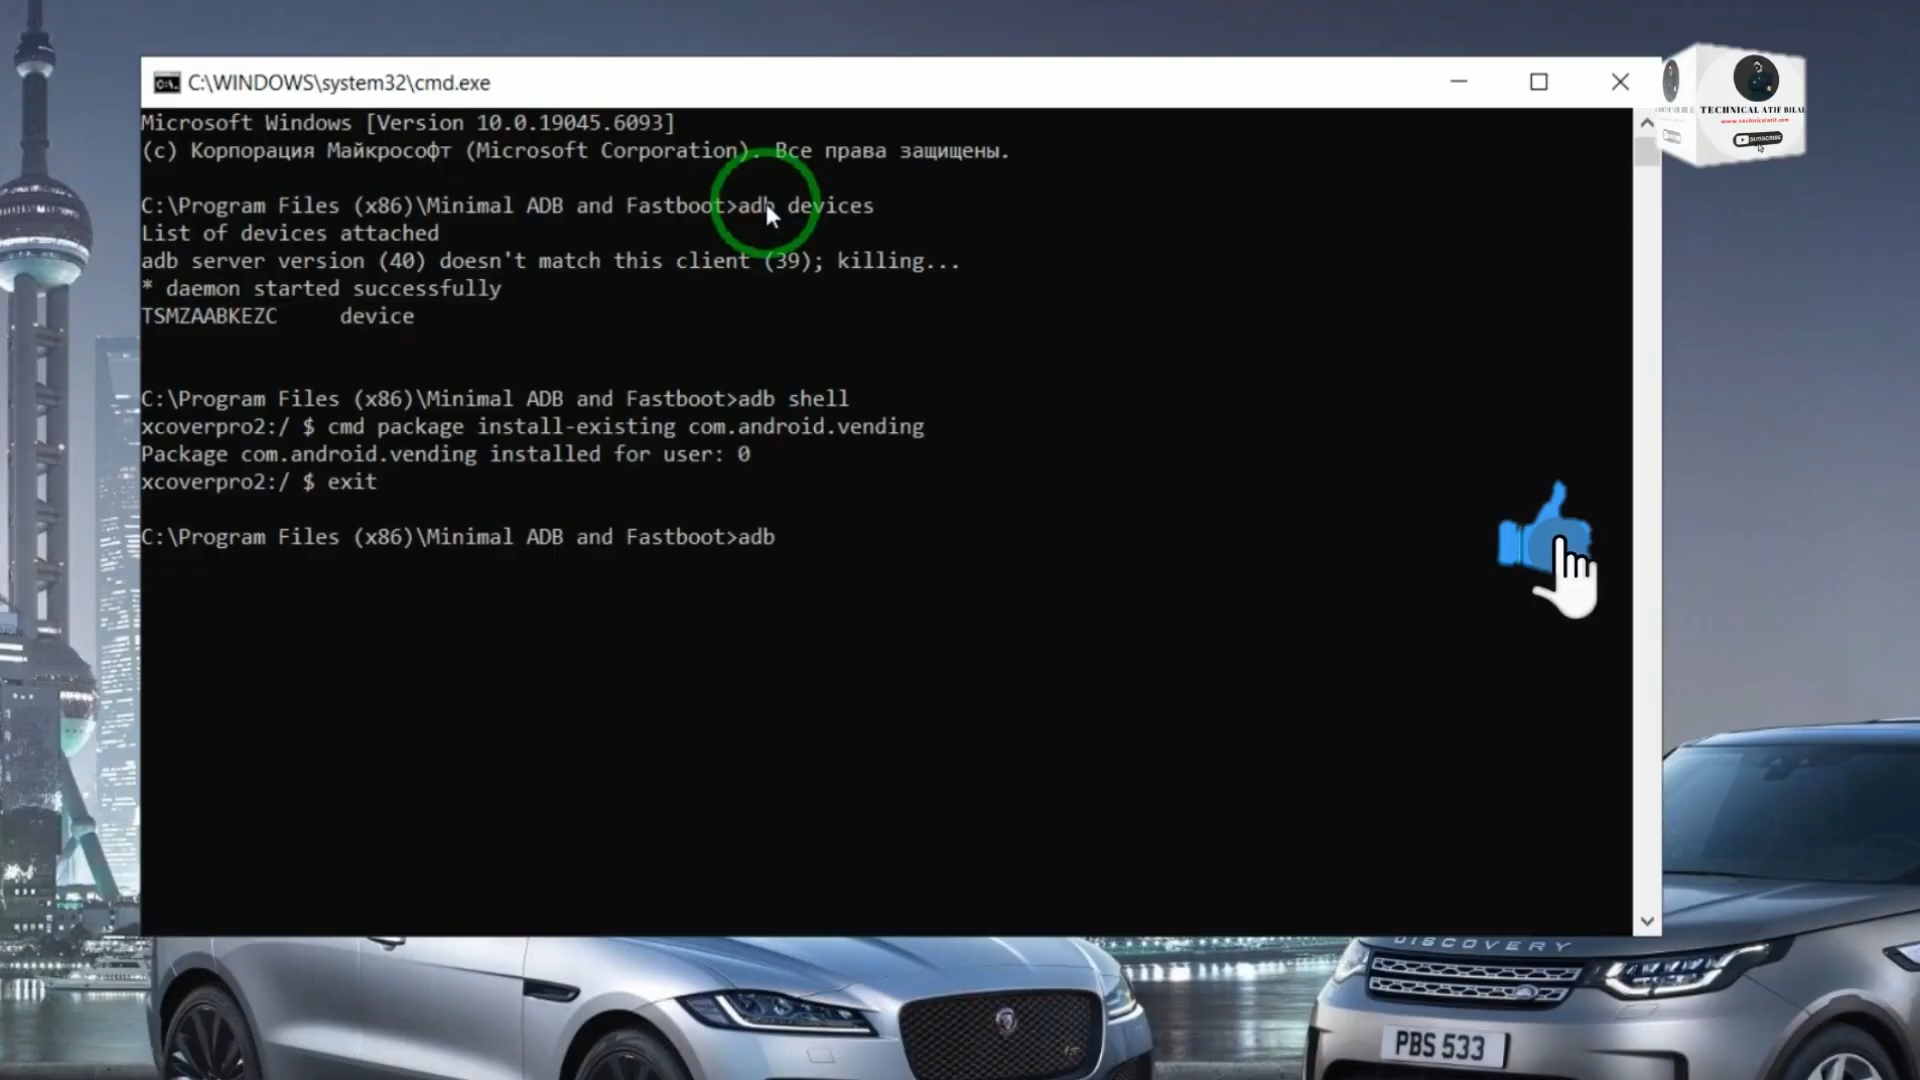 C:\WINDOWS\system32\cmd.exe
TECHNICAL ATIF BILAL
www.technicalatif.com
SUBSCRIBE
Microsoft Windows [Version 10.0.19045.6093]
(c) Корпорация Майкрософт (Microsoft Corporation). Все права защищены.
C:\Program Files (x86)\Minimal ADB and Fastboot>adb devices
List of devices attached
adb server version (40) doesn't match this client (39); killing...
* daemon started successfully
TSMZAABKEZC device
C:\Program Files (x86)\Minimal ADB and Fastboot>adb shell
xcoverpro2:/ $ cmd package install-existing com.android.vending
Package com.android.vending installed for user: 0
xcoverpro2:/ $ exit
C:\Program Files (x86)\Minimal ADB and Fastboot>adb
DISCOVERY
PBS 533